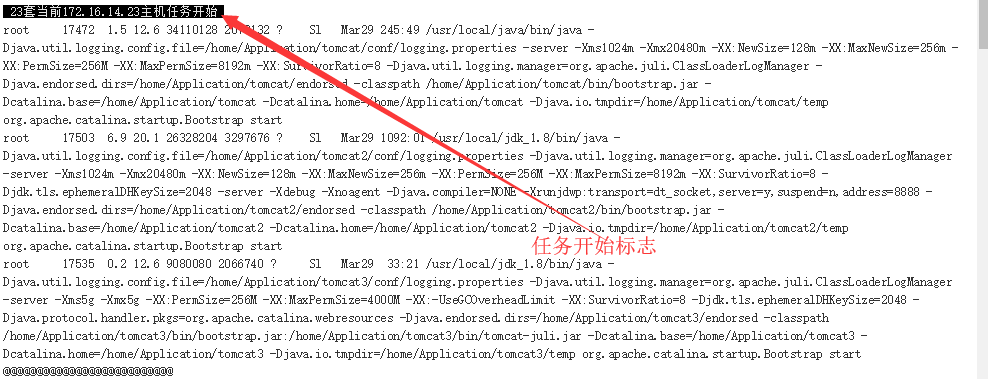 23套当前172.16.14.23主机任务开始
root 17472 1.5 12.6 34110128 2072132 ? Sl Mar29 245:49 /usr/local/java/bin/java -
Djava.util.logging.config.file=/home/Application/tomcat/conf/logging.properties -server -Xms1024m -Xmx20480m -XX:NewSize=128m -XX:MaxNewSize=256m -
XX:PermSize=256M -XX:MaxPermSize=8192m -XX:SurvivorRatio=8 -Djava.util.logging.manager=org.apache.juli.ClassLoaderLogManager -
Djava.endorsed.dirs=/home/Application/tomcat/endorsed -classpath /home/Application/tomcat/bin/bootstrap.jar -
Dcatalina.base=/home/Application/tomcat -Dcatalina.home=/home/Application/tomcat -Djava.io.tmpdir=/home/Application/tomcat/temp
org.apache.catalina.startup.Bootstrap start
root 17503 6.9 20.1 26328204 3297676 ? Sl Mar29 1092:01 /usr/local/jdk_1.8/bin/java -
Djava.util.logging.config.file=/home/Application/tomcat2/conf/logging.properties -Djava.util.logging.manager=org.apache.juli.ClassLoaderLogManager
-server -Xms1024m -Xmx20480m -XX:NewSize=128m -XX:MaxNewSize=256m -XX:PermSize=256M -XX:MaxPermSize=8192m -XX:SurvivorRatio=8 -
Djdk.tls.ephemeralDHKeySize=2048 -server -Xdebug -Xnoagent -Djava.compiler=NONE -Xrunjdwp:transport=dt_socket,server=y,suspend=n,address=8888 -
Djava.endorsed.dirs=/home/Application/tomcat2/endorsed -classpath /home/Application/tomcat2/bin/bootstrap.jar -
Dcatalina.base=/home/Application/tomcat2 -Dcatalina.home=/home/Application/tomcat2 -Djava.io.tmpdir=/home/Application/tomcat2/temp
org.apache.catalina.startup.Bootstrap start
任务开始标志
root 17535 0.2 12.6 9080080 2066740 ? Sl Mar29 33:21 /usr/local/jdk_1.8/bin/java -
Djava.util.logging.config.file=/home/Application/tomcat3/conf/logging.properties -Djava.util.logging.manager=org.apache.juli.ClassLoaderLogManager
-server -Xms5g -Xmx5g -XX:PermSize=256M -XX:MaxPermSize=4000M -XX:-UseGCOverheadLimit -XX:SurvivorRatio=8 -Djdk.tls.ephemeralDHKeySize=2048 -
Djava.protocol.handler.pkgs=org.apache.catalina.webresources -Djava.endorsed.dirs=/home/Application/tomcat3/endorsed -classpath
/home/Application/tomcat3/bin/bootstrap.jar:/home/Application/tomcat3/bin/tomcat-juli.jar -Dcatalina.base=/home/Application/tomcat3 -
Dcatalina.home=/home/Application/tomcat3 -Djava.io.tmpdir=/home/Application/tomcat3/temp org.apache.catalina.startup.Bootstrap start
@@@@@@@@@@@@@@@@@@@@@@@@@@